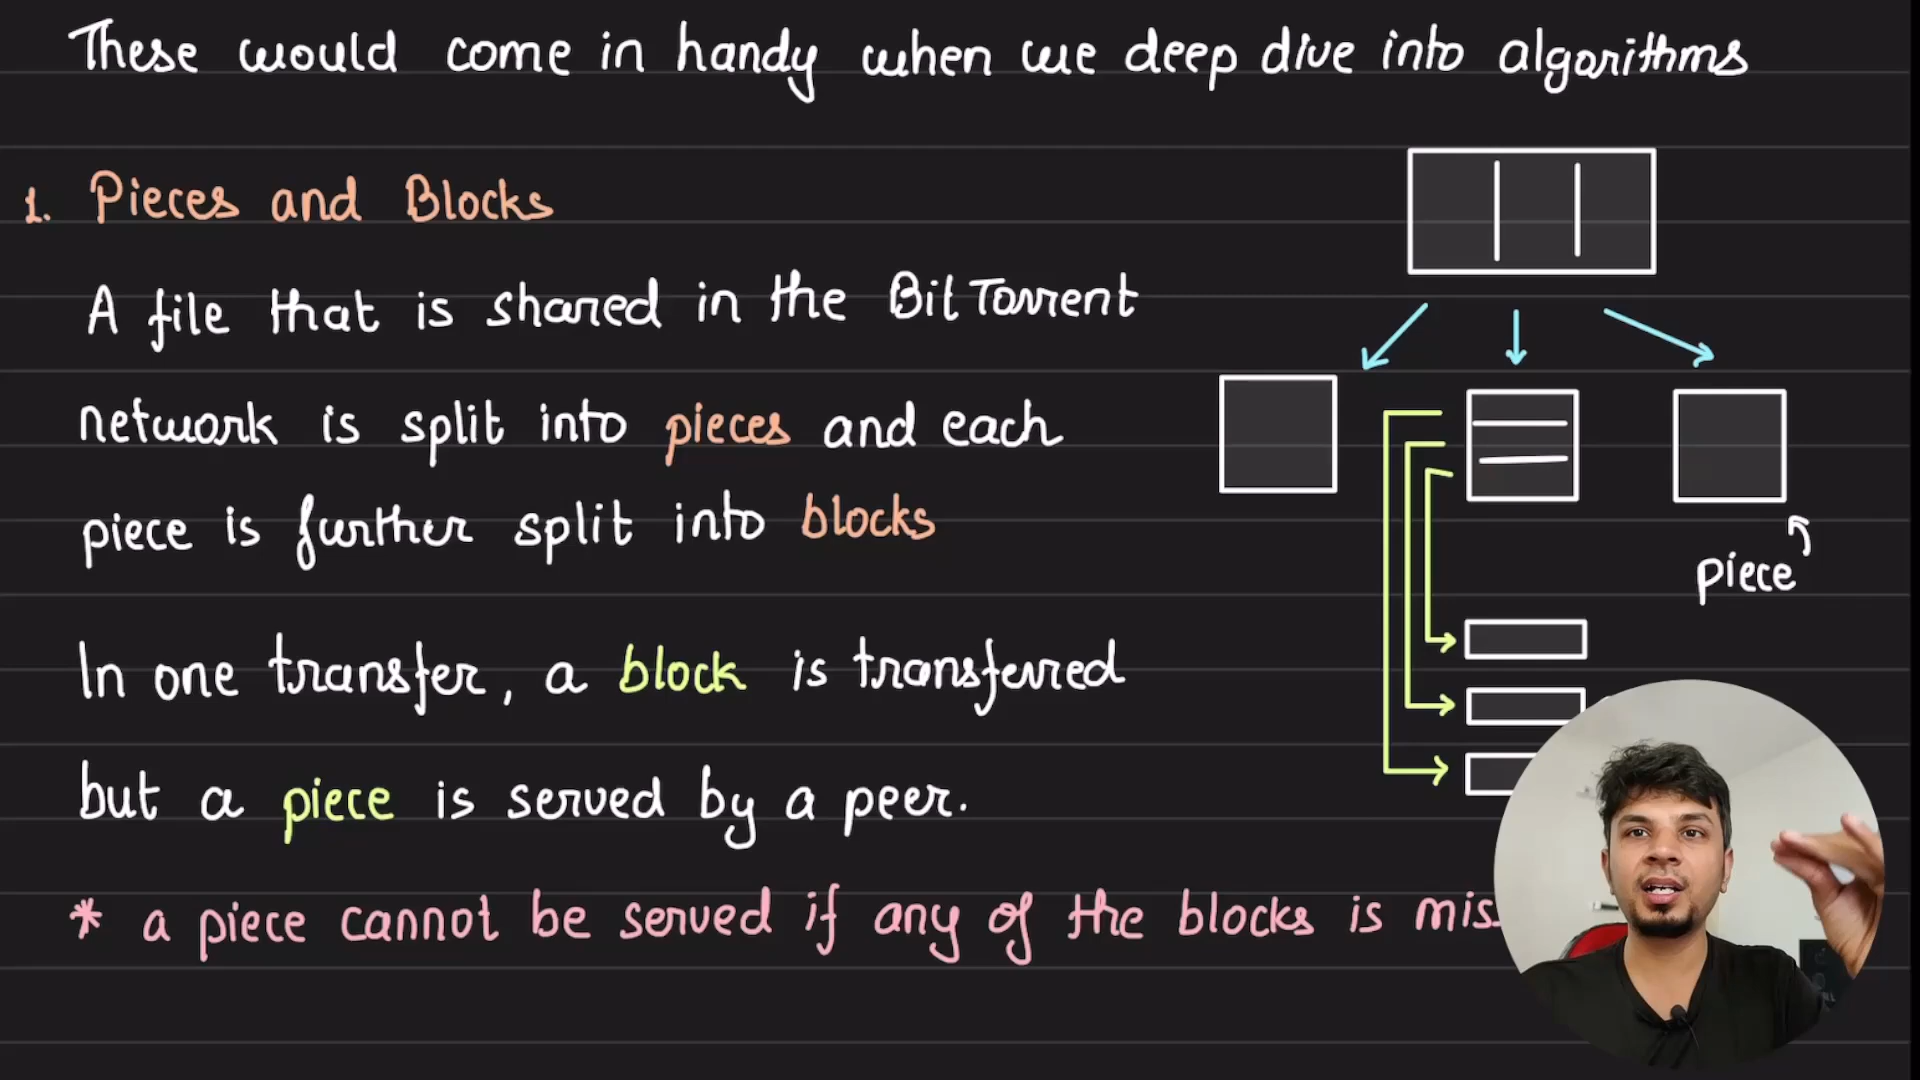 These would come in handy when we deep dive into algorithms
1. Pieces and Blocks
A file that is shared in the BitTorrent
network is split into pieces and each
piece is further split into blocks
piece
In one transfer, a block is transferred
but a piece is served by a peer.
* a piece cannot be served if any of the blocks is